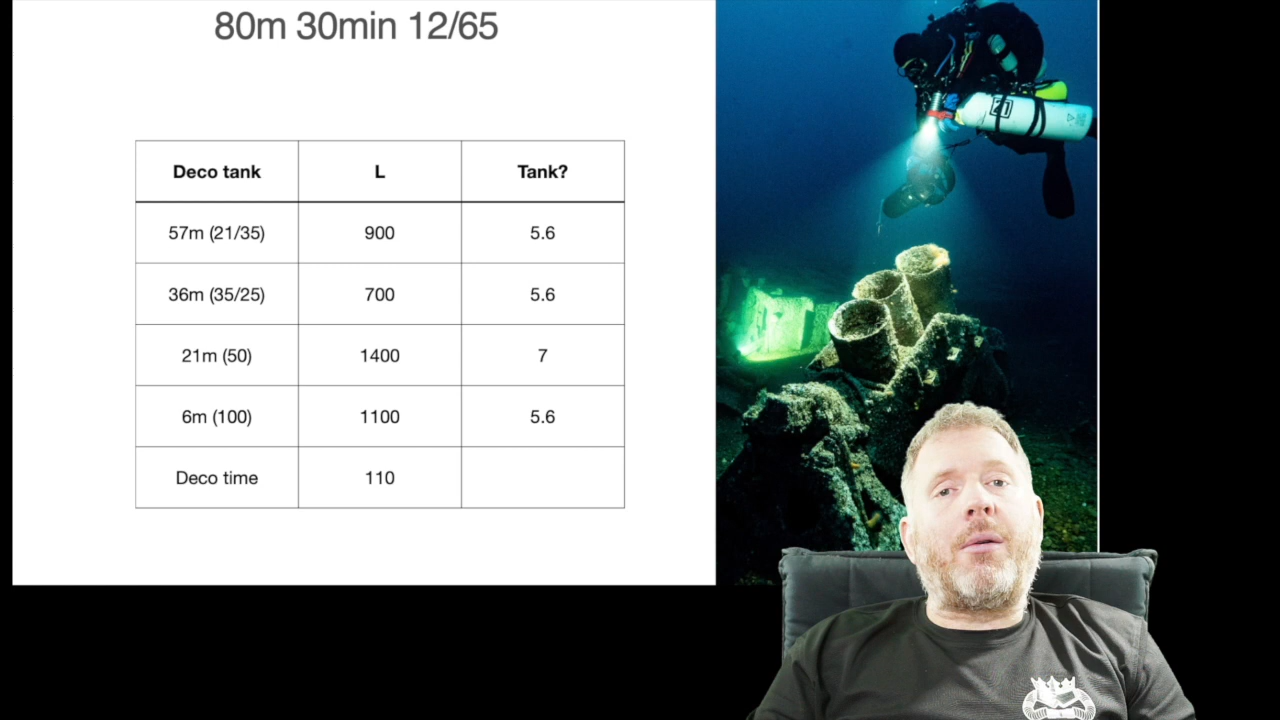 80m 30min 12/65
Deco tank L Tank?
57m (21/35) 900 5.6
36m (35/25) 700 5.6
21m (50) 1400 7
6m (100) 1100 5.6
Deco time 110